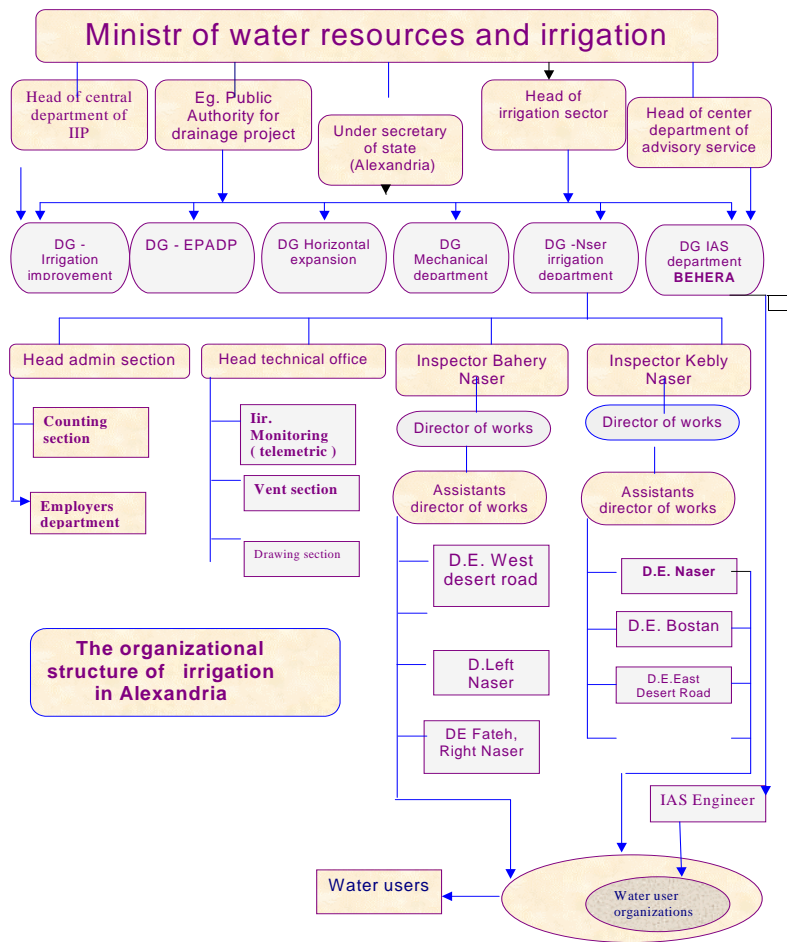 Ministr of water resources and irrigation
Head of central
department of
IIP
Eg. Public
Authority for
drainage project
Under secretary
of state
(Alexandria)
Head of
irrigation sector
Head of center
department of
advisory service
DG -
Irrigation
improvement
DG - EPADP
DG Horizontal
expansion
DG
Mechanical
department
DG -Nser
irrigation
department
DG IAS
department
BEHERA
Head admin section
Head technical office
Inspector Bahery
Naser
Inspector Kebly
Naser
Counting
section
Employers
department
Iir.
Monitoring
( telemetric )
Vent section
Drawing section
Director of works
Director of works
Assistants
director of works
Assistants
director of works
D.E. West
desert road
D.Left
Naser
DE Fateh,
Right Naser
D.E. Naser
D.E. Bostan
D.E.East
Desert Road
The organizational
structure of irrigation
in Alexandria
IAS Engineer
Water users
Water user
organizations